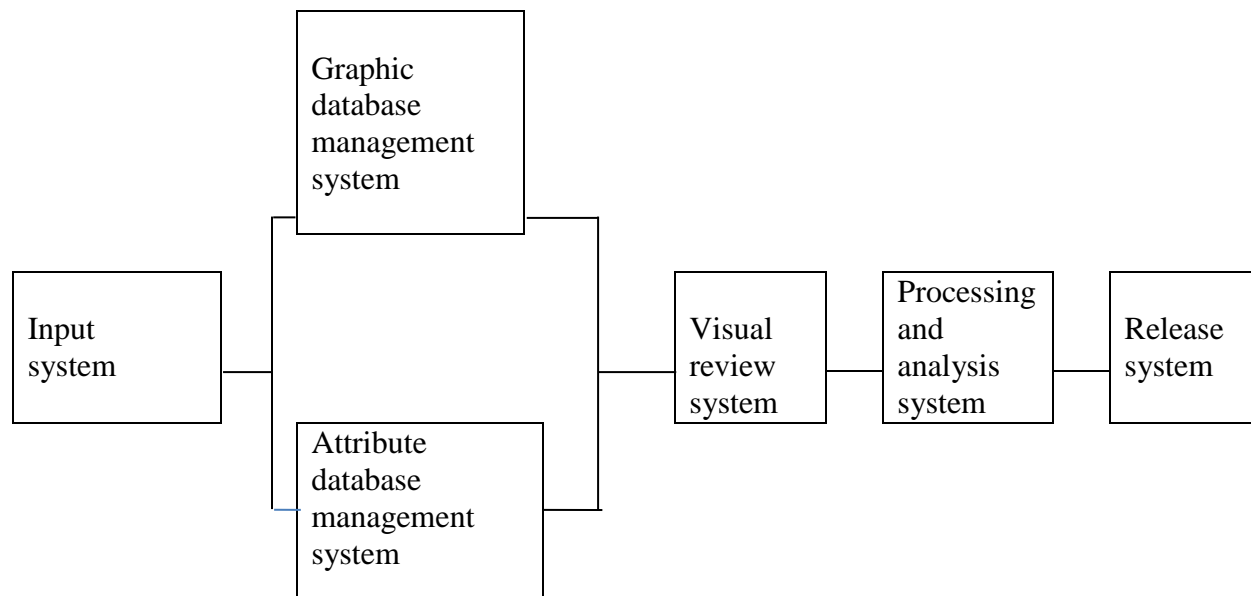 Graphic
database
management
system
Input
system
Attribute
database
management
system
Visual
review
system
Processing
and
analysis
system
Release
system